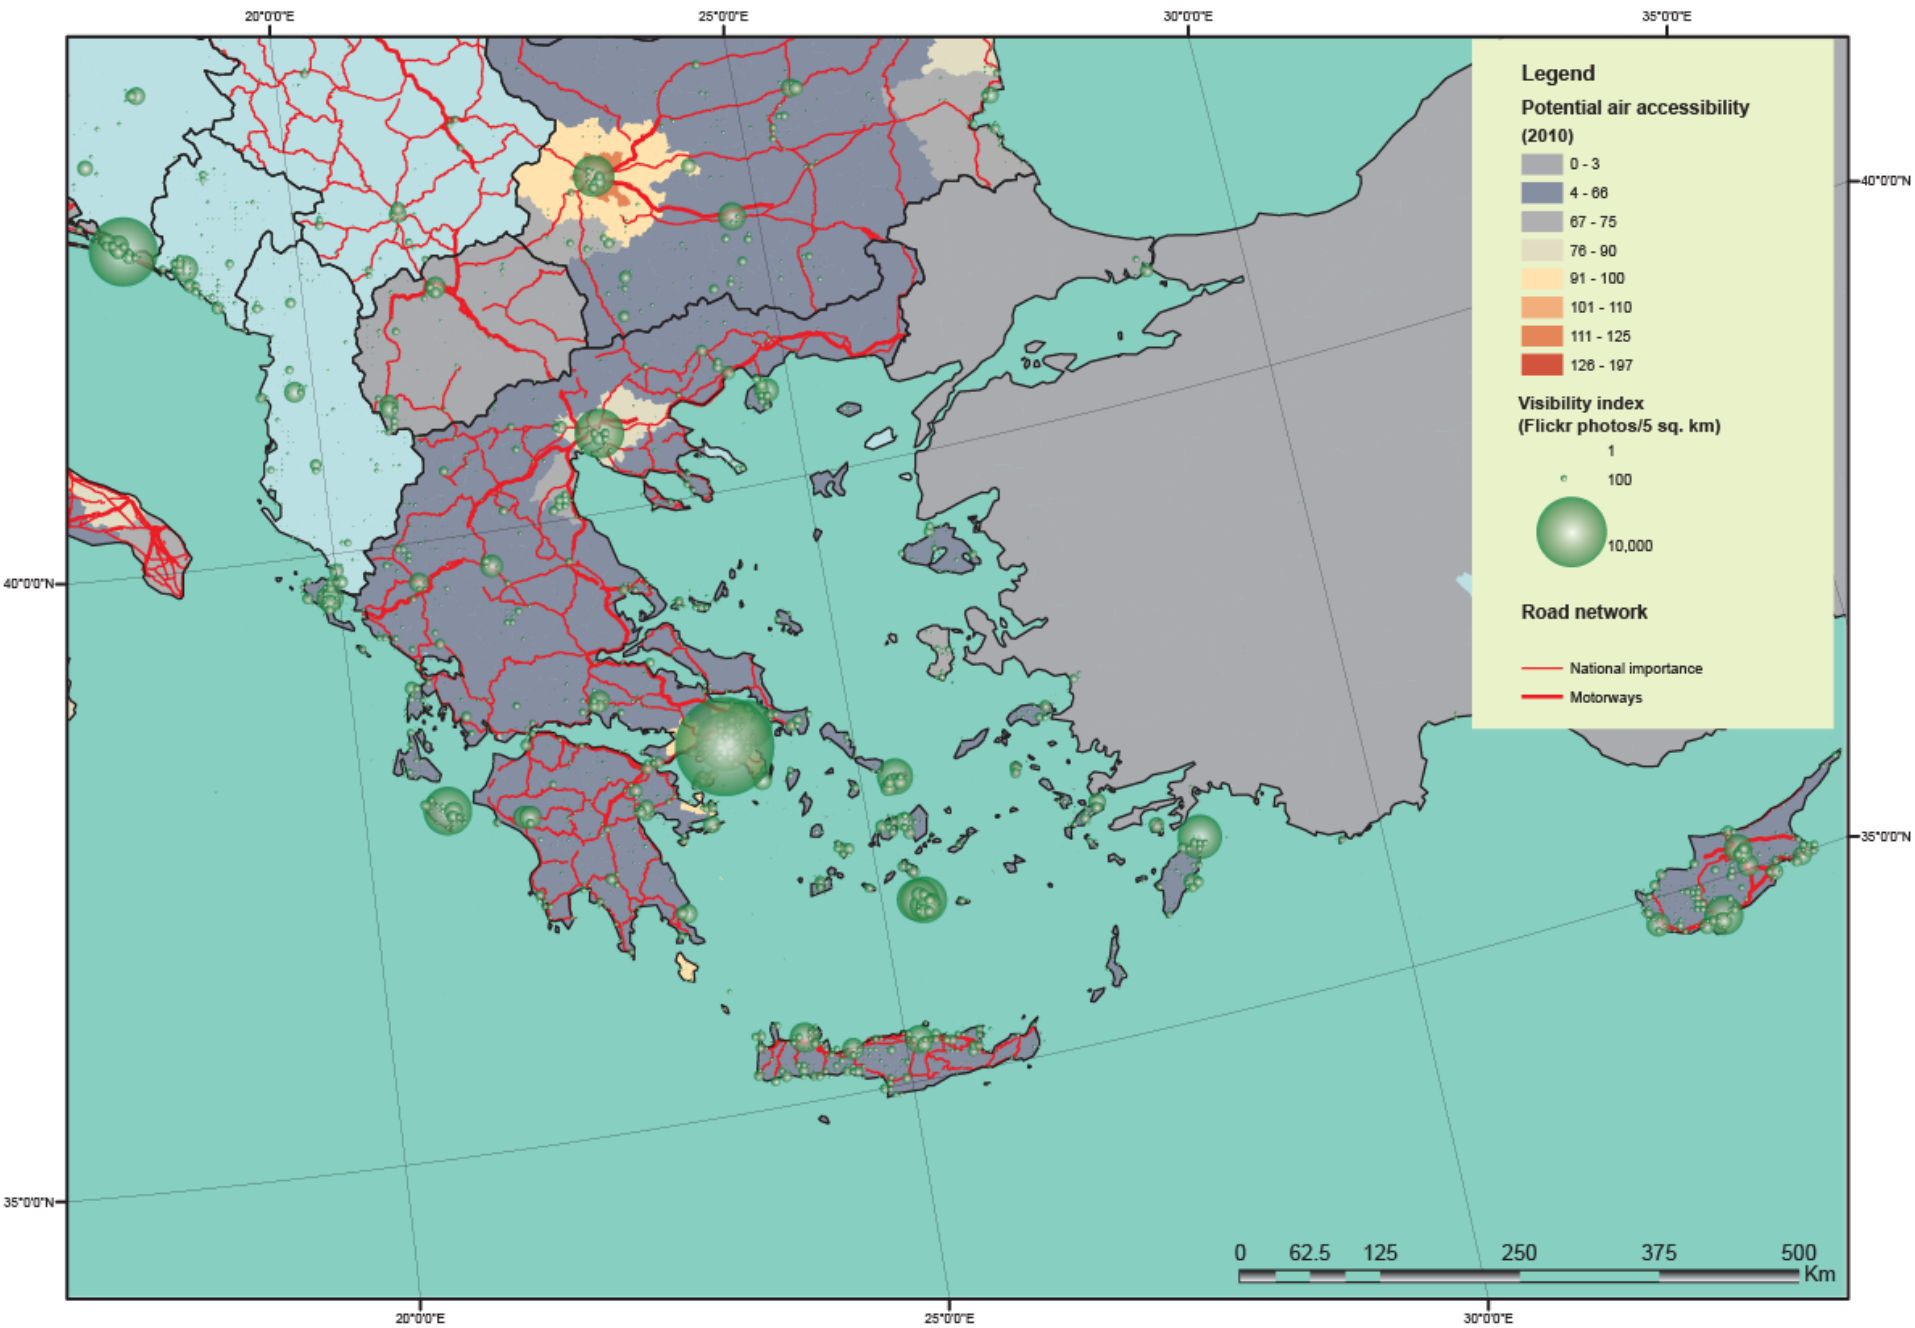 20°0'0"E 25°0'0"E 30°0'0"E 35°0'0"E
Legend
Potential air accessibility
(2010)
0 - 3
4 - 66
67 - 75
76 - 90
91 - 100
101 - 110
111 - 125
126 - 197
Visibility index
(Flickr photos/5 sq. km)
1
100
10,000
Road network
National importance
Motorways
40°0'0"N
40°0'0"N
35°0'0"N
35°0'0"N
0 62.5 125 250 375 500
Km
20°0'0"E 25°0'0"E 30°0'0"E